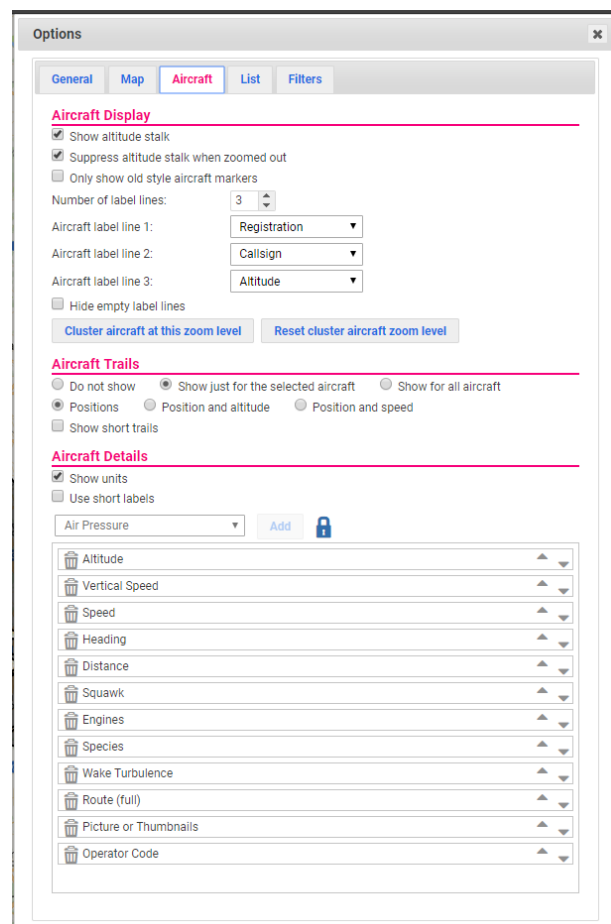 Options
General Map Aircraft List Filters
Aircraft Display
Show altitude stalk
Suppress altitude stalk when zoomed out
Only show old style aircraft markers
Number of label lines: 3
Aircraft label line 1: Registration
Aircraft label line 2: Callsign
Aircraft label line 3: Altitude
Hide empty label lines
Cluster aircraft at this zoom level Reset cluster aircraft zoom level
Aircraft Trails
Do not show Show just for the selected aircraft Show for all aircraft
Positions Position and altitude Position and speed
Show short trails
Aircraft Details
Show units
Use short labels
Air Pressure Add
Altitude
Vertical Speed
Speed
Heading
Distance
Squawk
Engines
Species
Wake Turbulence
Route (full)
Picture or Thumbnails
Operator Code